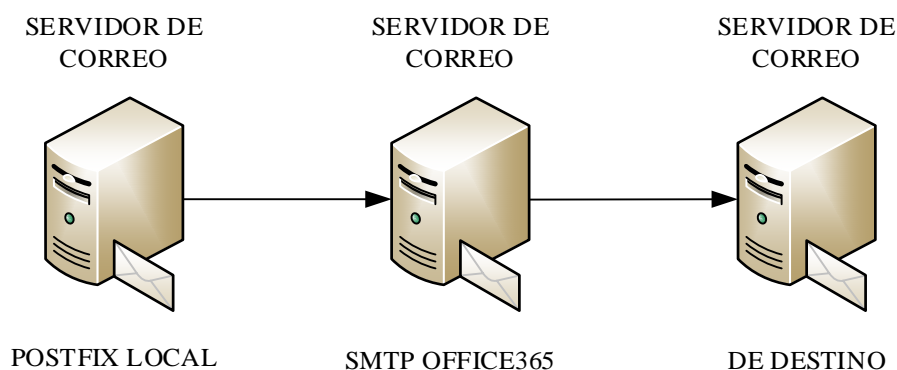 SERVIDOR DE
CORREO
SERVIDOR DE
CORREO
SERVIDOR DE
CORREO
POSTFIX LOCAL
SMTP OFFICE365
DE DESTINO